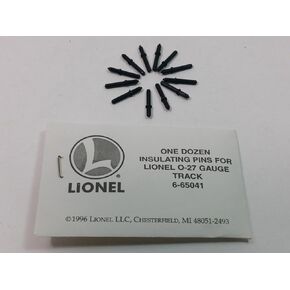 L
LIONEL
ONE DOZEN
INSULATING PINS FOR
LIONEL O-27 GAUGE
TRACK
6-65041
©1996 LIONEL LLC, CHESTERFIELD, MI 48051-2493